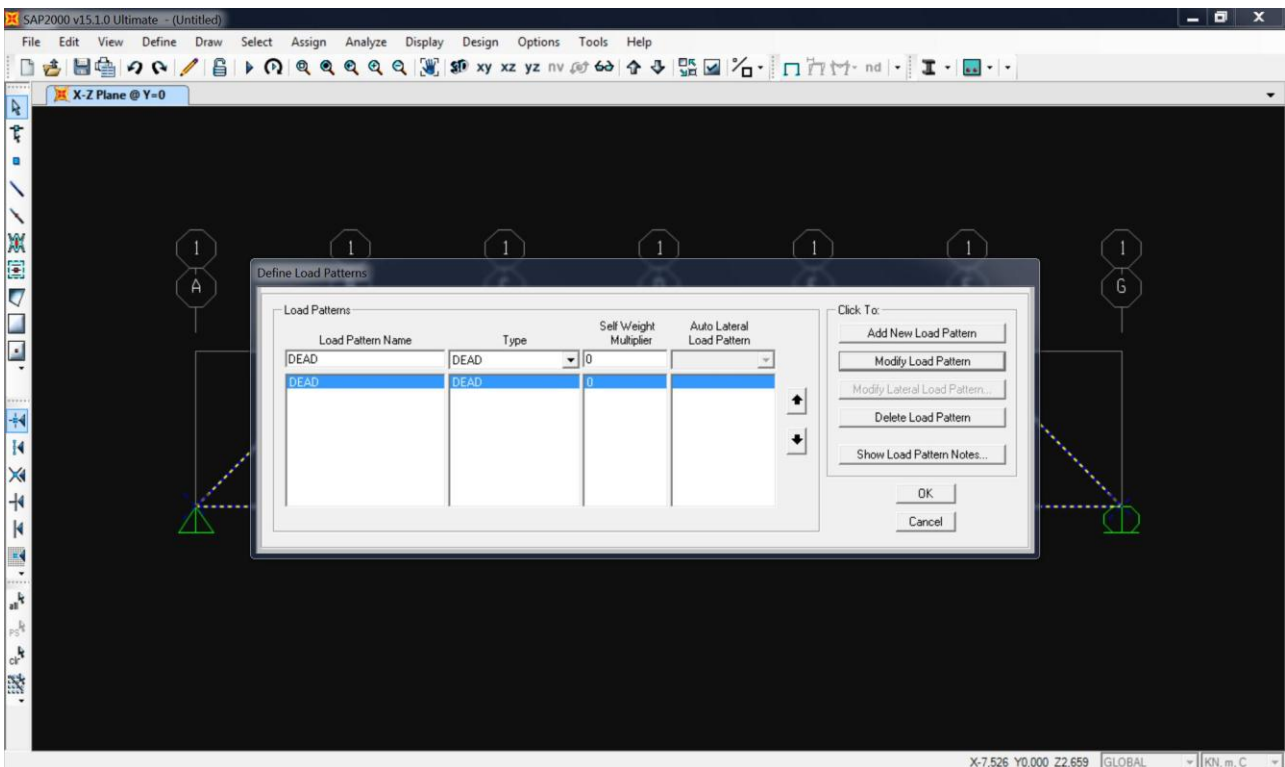 SAP2000 v15.1.0 Ultimate - (Untitled)
File Edit View Define Draw Select Assign Analyze Display Design Options Tools Help
3D xy xz yz nv nd
X-Z Plane @ Y=0
1 1 1 1 1 1 1
A G
Define Load Patterns
Load Patterns
Click To:
Load Pattern Name Type Self Weight Multiplier Auto Lateral Load Pattern
DEAD DEAD 0
DEAD DEAD 0
Add New Load Pattern
Modify Load Pattern
Modify Lateral Load Pattern...
Delete Load Pattern
Show Load Pattern Notes...
OK
Cancel
all
PS
clr
X-7.526 Y0.000 Z2.659 GLOBAL KN, m, C